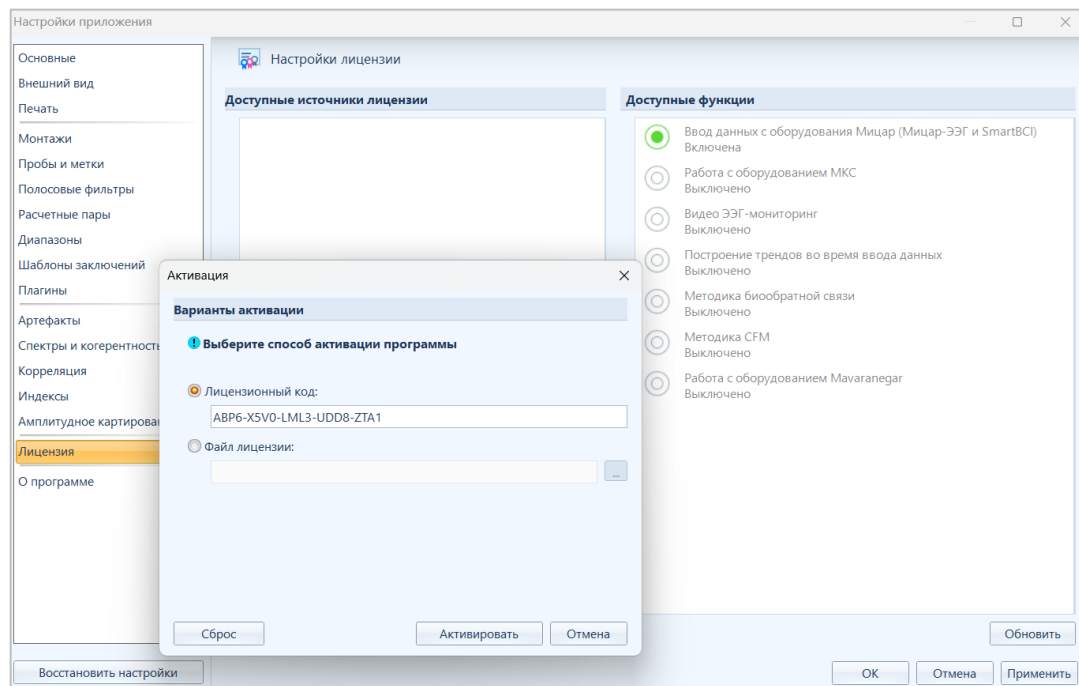 Настройки приложения
Основные
Внешний вид
Печать
Монтажи
Пробы и метки
Полосовые фильтры
Расчетные пары
Диапазоны
Шаблоны заключений
Плагины
Артефакты
Спектры и когерентность
Корреляция
Индексы
Амплитудное картирова
Лицензия
О программе
Восстановить настройки
Настройки лицензии
Доступные источники лицензии
Доступные функции
Ввод данных с оборудования Мицар (Мицар-ЭЭГ и SmartBCI)
Включена
Работа с оборудованием МКС
Выключено
Видео ЭЭГ-мониторинг
Выключено
Построение трендов во время ввода данных
Выключено
Методика биообратной связи
Выключено
Методика CFM
Выключено
Работа с оборудованием Mavaranegar
Выключено
Активация
Варианты активации
Выберите способ активации программы
Лицензионный код:
ABP6-X5V0-LML3-UDD8-ZTA1
Файл лицензии:
...
Сброс
Активировать
Отмена
Обновить
ОК
Отмена
Применить